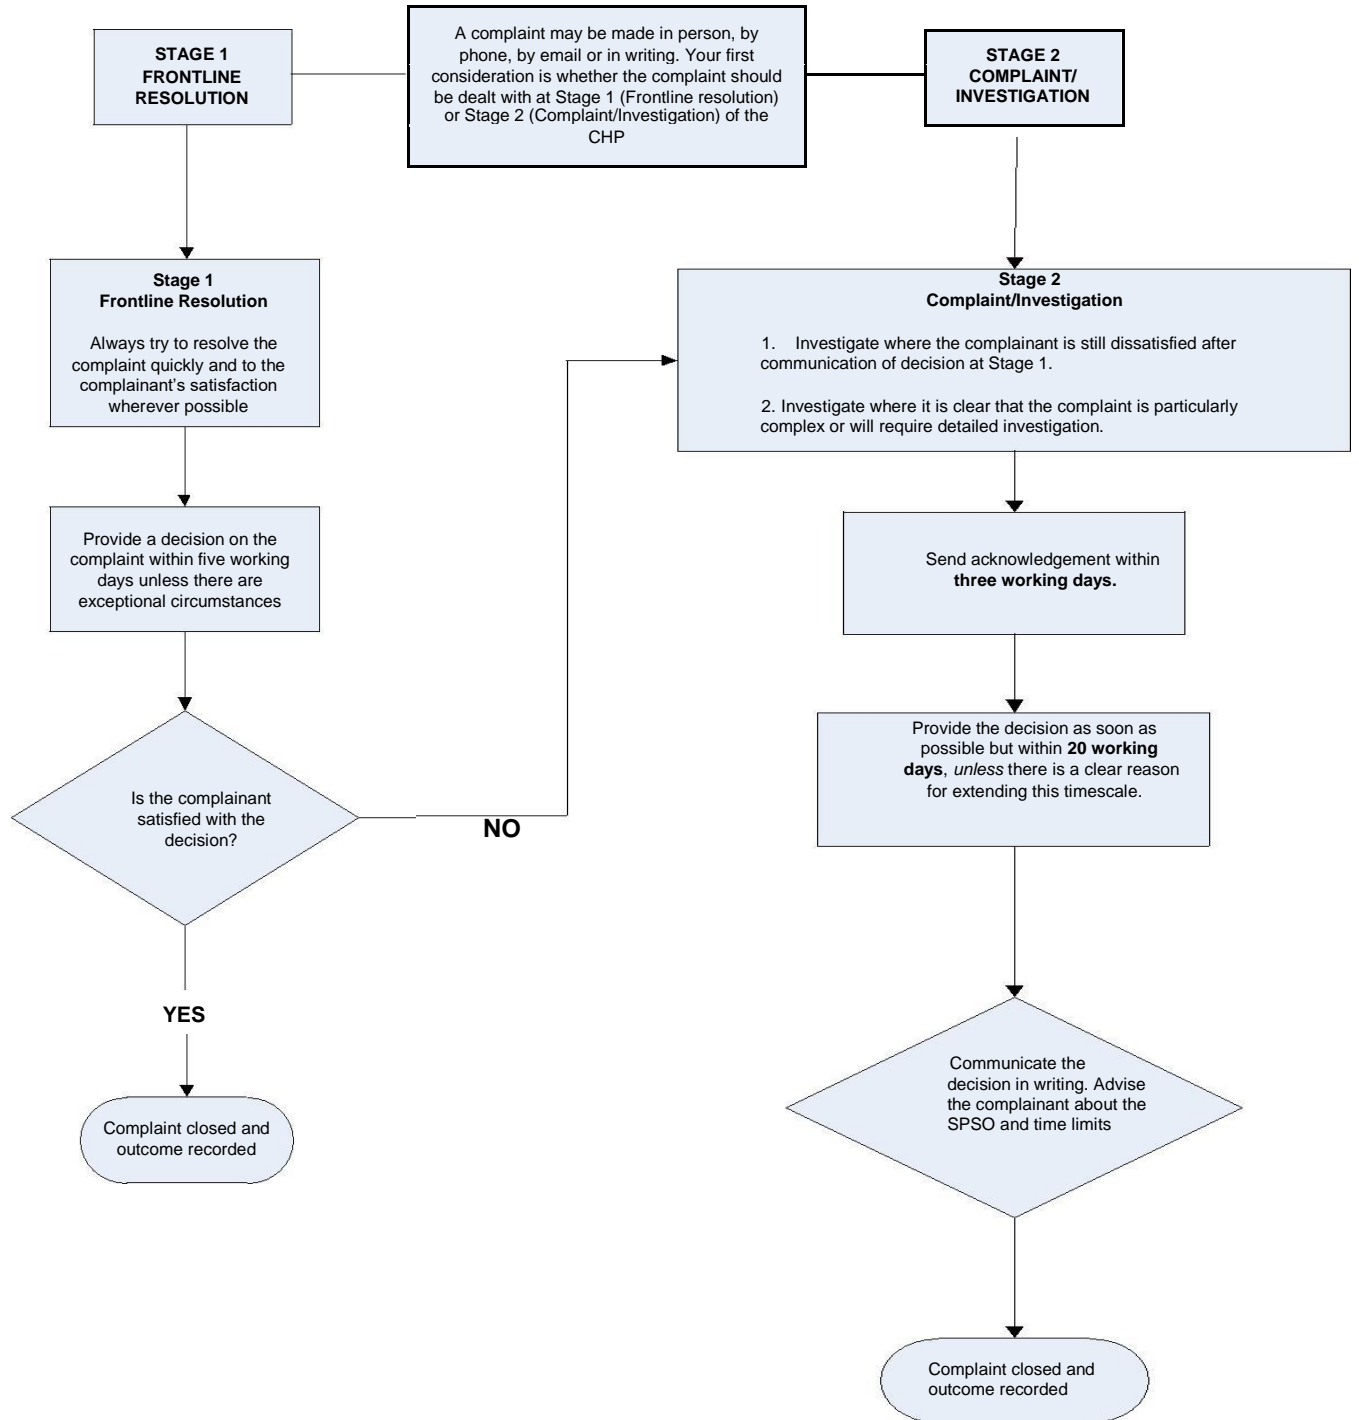 STAGE 1
FRONTLINE
RESOLUTION
A complaint may be made in person, by
phone, by email or in writing. Your first
consideration is whether the complaint should
be dealt with at Stage 1 (Frontline resolution)
or Stage 2 (Complaint/Investigation) of the
CHP
STAGE 2
COMPLAINT/
INVESTIGATION
Stage 1
Frontline Resolution
Always try to resolve the
complaint quickly and to the
complainant's satisfaction
wherever possible
Stage 2
Complaint/Investigation
1. Investigate where the complainant is still dissatisfied after
communication of decision at Stage 1.
2. Investigate where it is clear that the complaint is particularly
complex or will require detailed investigation.
Provide a decision on the
complaint within five working
days unless there are
exceptional circumstances
Send acknowledgement within
three working days.
Is the complainant
satisfied with the
decision?
NO
Provide the decision as soon as
possible but within 20 working
days, unless there is a clear reason
for extending this timescale.
YES
Complaint closed and
outcome recorded
Communicate the
decision in writing. Advise
the complainant about the
SPSO and time limits
Complaint closed and
outcome recorded